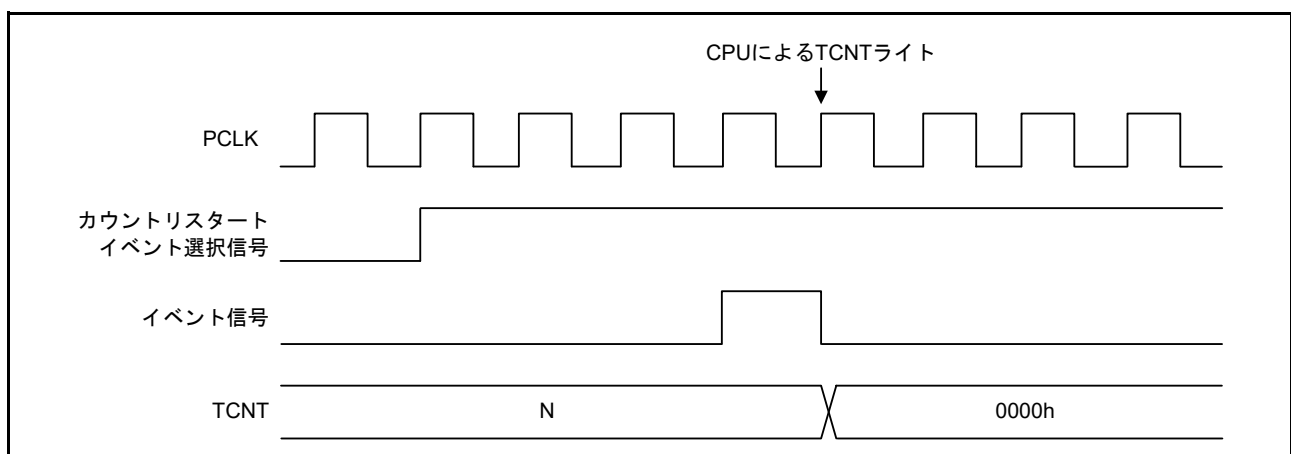 CPUによるTCNTライト
PCLK
カウントリスタート
イベント選択信号
イベント信号
TCNT
N
0000h